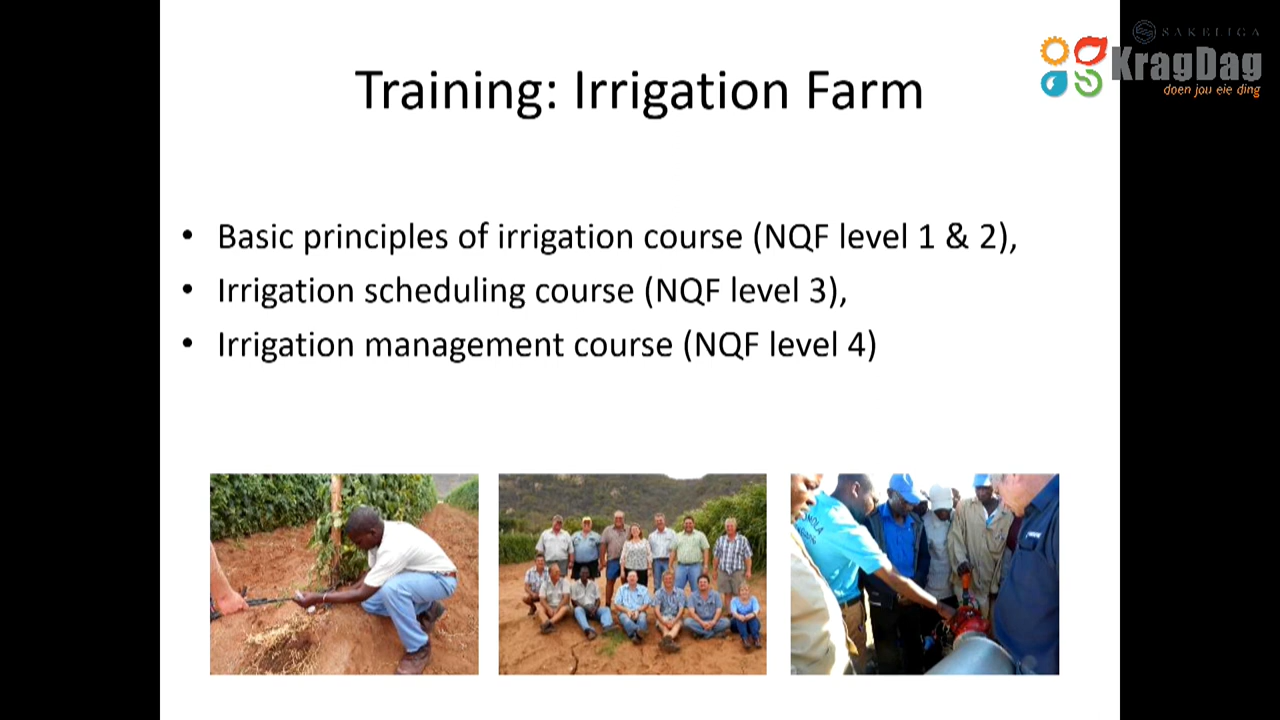 SAKELIGA
KragDag
doen jou eie ding
Training: Irrigation Farm
• Basic principles of irrigation course (NQF level 1 & 2),
• Irrigation scheduling course (NQF level 3),
• Irrigation management course (NQF level 4)